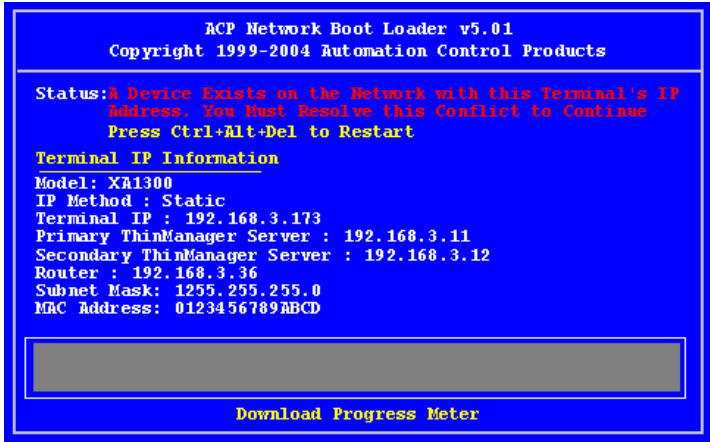 ACP Network Boot Loader v5.01
Copyright 1999-2004 Automation Control Products
Status:A Device Exists on the Network with this Terminal's IP
Address. You Must Resolve this Conflict to Continue
Press Ctrl+Alt+Del to Restart
Terminal IP Information
Model: XA1300
IP Method : Static
Terminal IP : 192.168.3.173
Primary ThinManager Server : 192.168.3.11
Secondary ThinManager Server : 192.168.3.12
Router : 192.168.3.36
Subnet Mask: 1255.255.255.0
MAC Address: 0123456789ABCD
Download Progress Meter